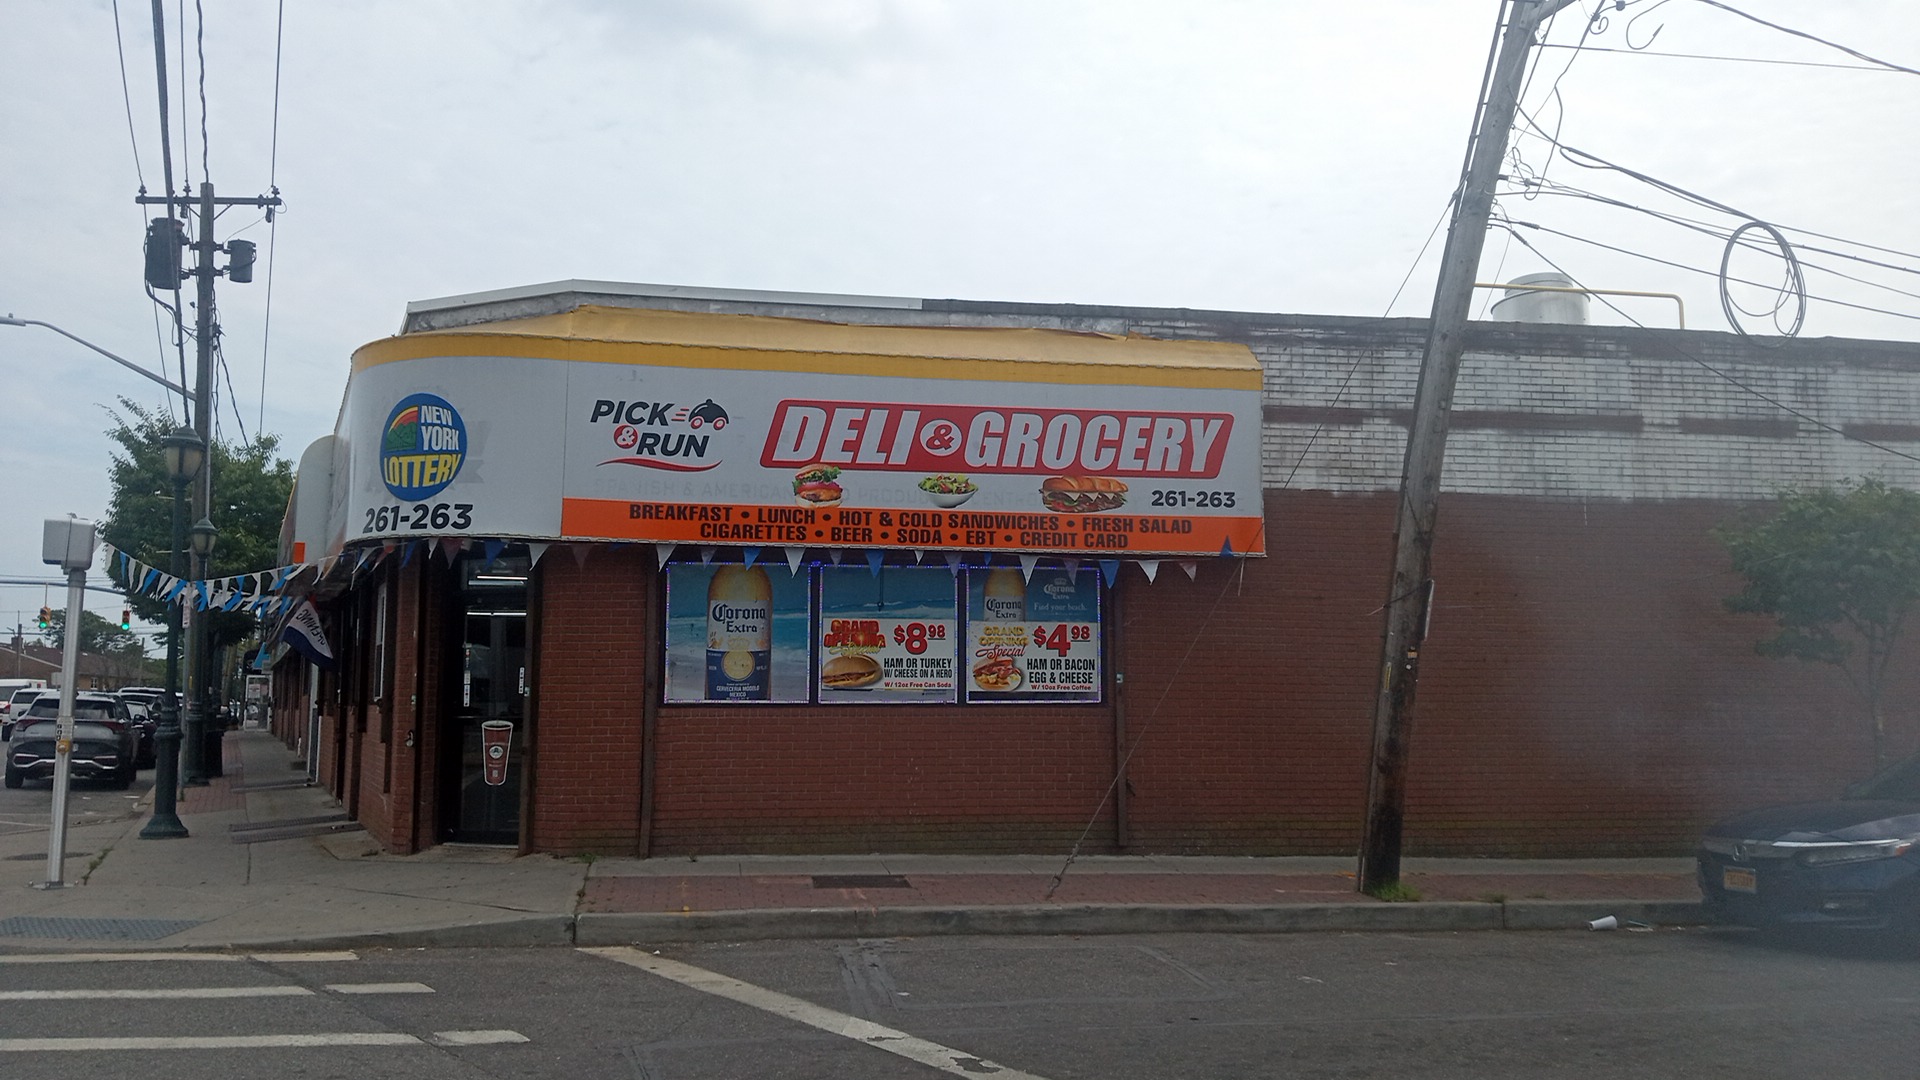 NEW
YORK
LOTTERY
261-263
PICK
& RUN
DELI & GROCERY
261-263
BREAKFAST • LUNCH • HOT & COLD SANDWICHES • FRESH SALAD
CIGARETTES • BEER • SODA • EBT • CREDIT CARD
Corona
Extra
CERVECERIA MODELO
MEXICO
GRAND
OPENING
Special
$8.98
HAM OR TURKEY
W/ CHEESE ON A HERO
W/ 12oz Free Can Soda
Corona
Extra
Corona
Extra
Find your beach.
GRAND
OPENING
Special
$4.98
HAM OR BACON
EGG & CHEESE
W/ 10oz Free Coffee